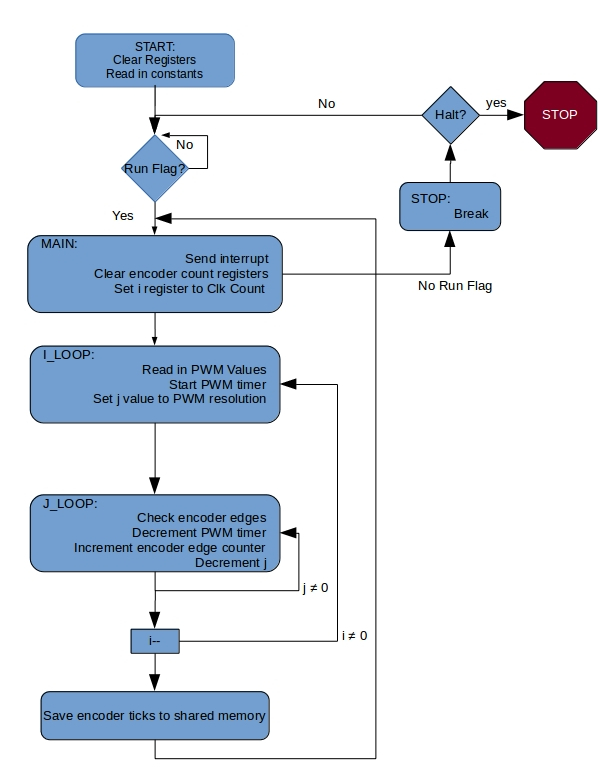 START:
Clear Registers
Read in constants
No
Halt?
yes
STOP
No
Run Flag?
STOP:
Break
Yes
MAIN:
Send interrupt
Clear encoder count registers
Set i register to Clk Count
No Run Flag
I_LOOP:
Read in PWM Values
Start PWM timer
Set j value to PWM resolution
J_LOOP:
Check encoder edges
Decrement PWM timer
Increment encoder edge counter
Decrement j
j ≠ 0
i--
i ≠ 0
Save encoder ticks to shared memory